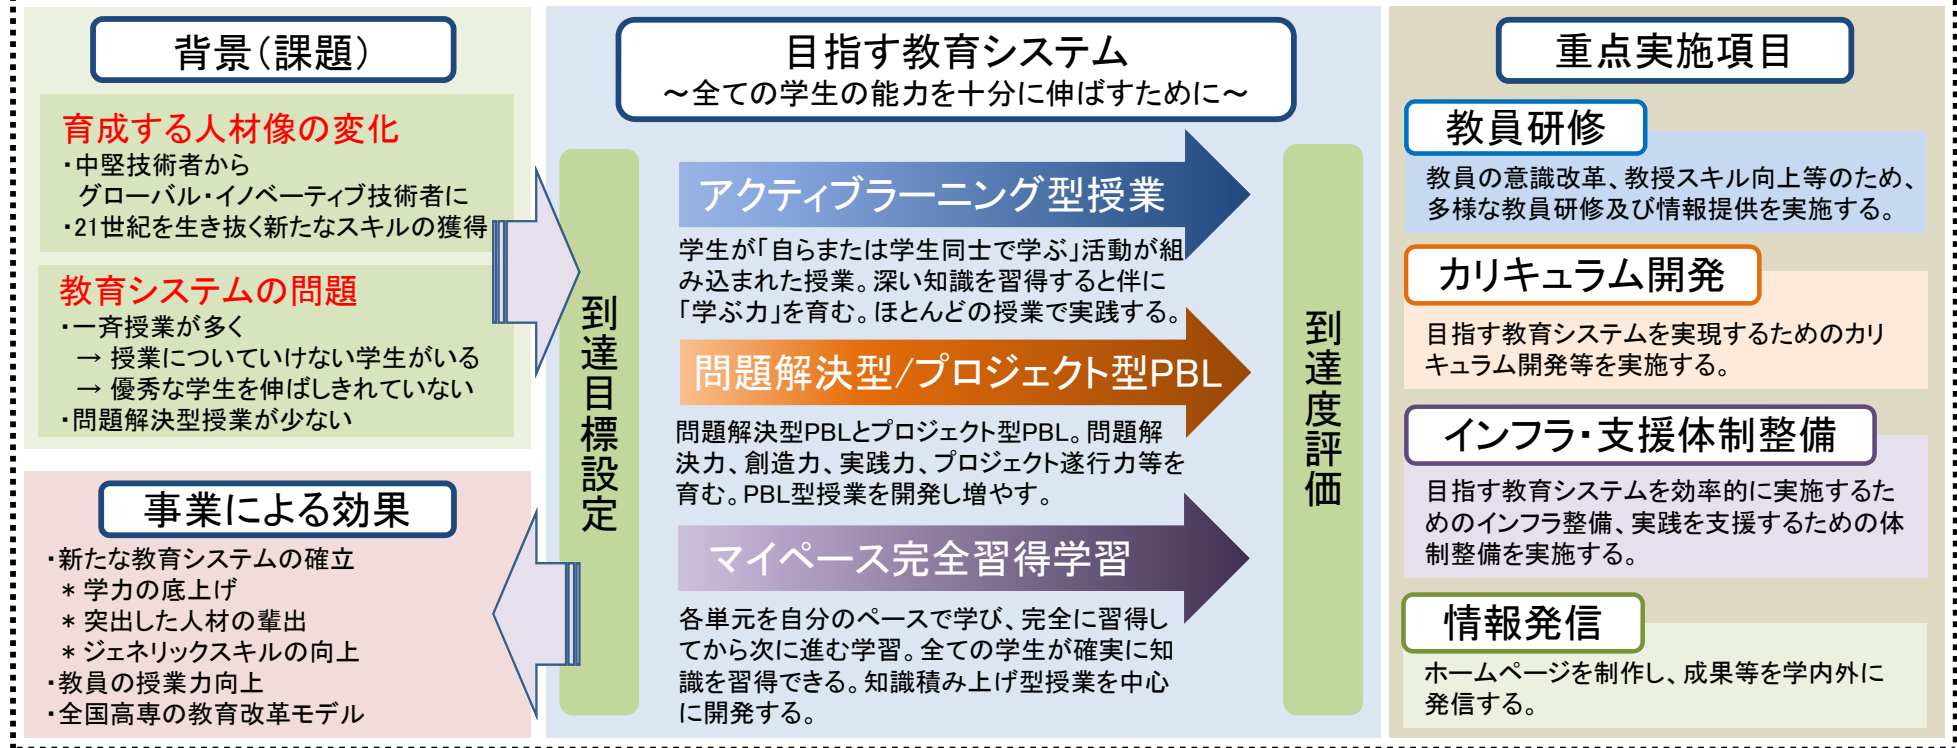 背景(課題)
育成する人材像の変化
・中堅技術者から
グローバル・イノベーティブ技術者に
・21世紀を生き抜く新たなスキルの獲得
教育システムの問題
・一斉授業が多く
→ 授業についていけない学生がいる
→ 優秀な学生を伸ばしきれていない
・問題解決型授業が少ない
事業による効果
・新たな教育システムの確立
* 学力の底上げ
* 突出した人材の輩出
* ジェネリックスキルの向上
・教員の授業力向上
・全国高専の教育改革モデル
目指す教育システム
～全ての学生の能力を十分に伸ばすために～
到達目標設定
アクティブラーニング型授業
学生が「自らまたは学生同士で学ぶ」活動が組
み込まれた授業。深い知識を習得すると伴に
「学ぶ力」を育む。ほとんどの授業で実践する。
問題解決型/プロジェクト型PBL
問題解決型PBLとプロジェクト型PBL。問題解
決力、創造力、実践力、プロジェクト遂行力等を
育む。PBL型授業を開発し増やす。
マイペース完全習得学習
各単元を自分のペースで学び、完全に習得し
てから次に進む学習。全ての学生が確実に知
識を習得できる。知識積み上げ型授業を中心
に開発する。
到達度評価
重点実施項目
教員研修
教員の意識改革、教授スキル向上等のため、
多様な教員研修及び情報提供を実施する。
カリキュラム開発
目指す教育システムを実現するためのカリ
キュラム開発等を実施する。
インフラ・支援体制整備
目指す教育システムを効率的に実施するた
めのインフラ整備、実践を支援するための体
制整備を実施する。
情報発信
ホームページを制作し、成果等を学内外に
発信する。